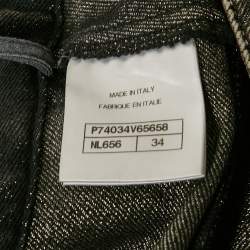 MADE IN ITALY
FABRIQUE EN ITALIE
P74034V65658
NL656 34